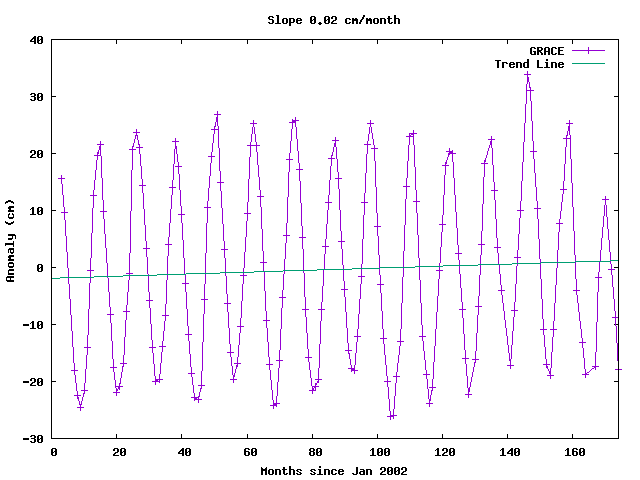 Slope 0.02 cm/month
GRACE
Trend Line
40
30
20
10
0
-10
-20
-30
Anomaly (cm)
0 20 40 60 80 100 120 140 160
Months since Jan 2002